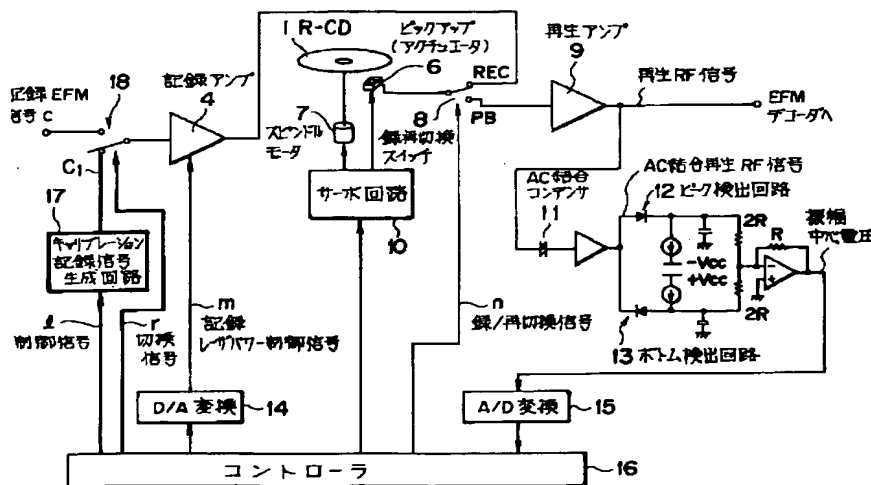 1 R-CD
ピックアップ
(アクチュエータ)
6
再生アンプ
9
再生RF信号
REC
8
PB
EFM
デコーダへ
記録EFM
信号C
18
記録アンプ
4
7
スピンドル
モータ
録再切換
スイッチ
C1
サーボ回路
10
AC結合
コンデンサ
11
AC結合再生RF信号
12 ピーク検出回路
2R
R
振幅
中心電圧
-Vcc
+Vcc
2R
13 ボトム検出回路
17
キャリブレーション
記録信号
生成回路
l
制御信号
r
切換
信号
m 記録
レーザパワー制御信号
n
録/再切換信号
D/A変換
14
A/D変換
15
コントローラ
16